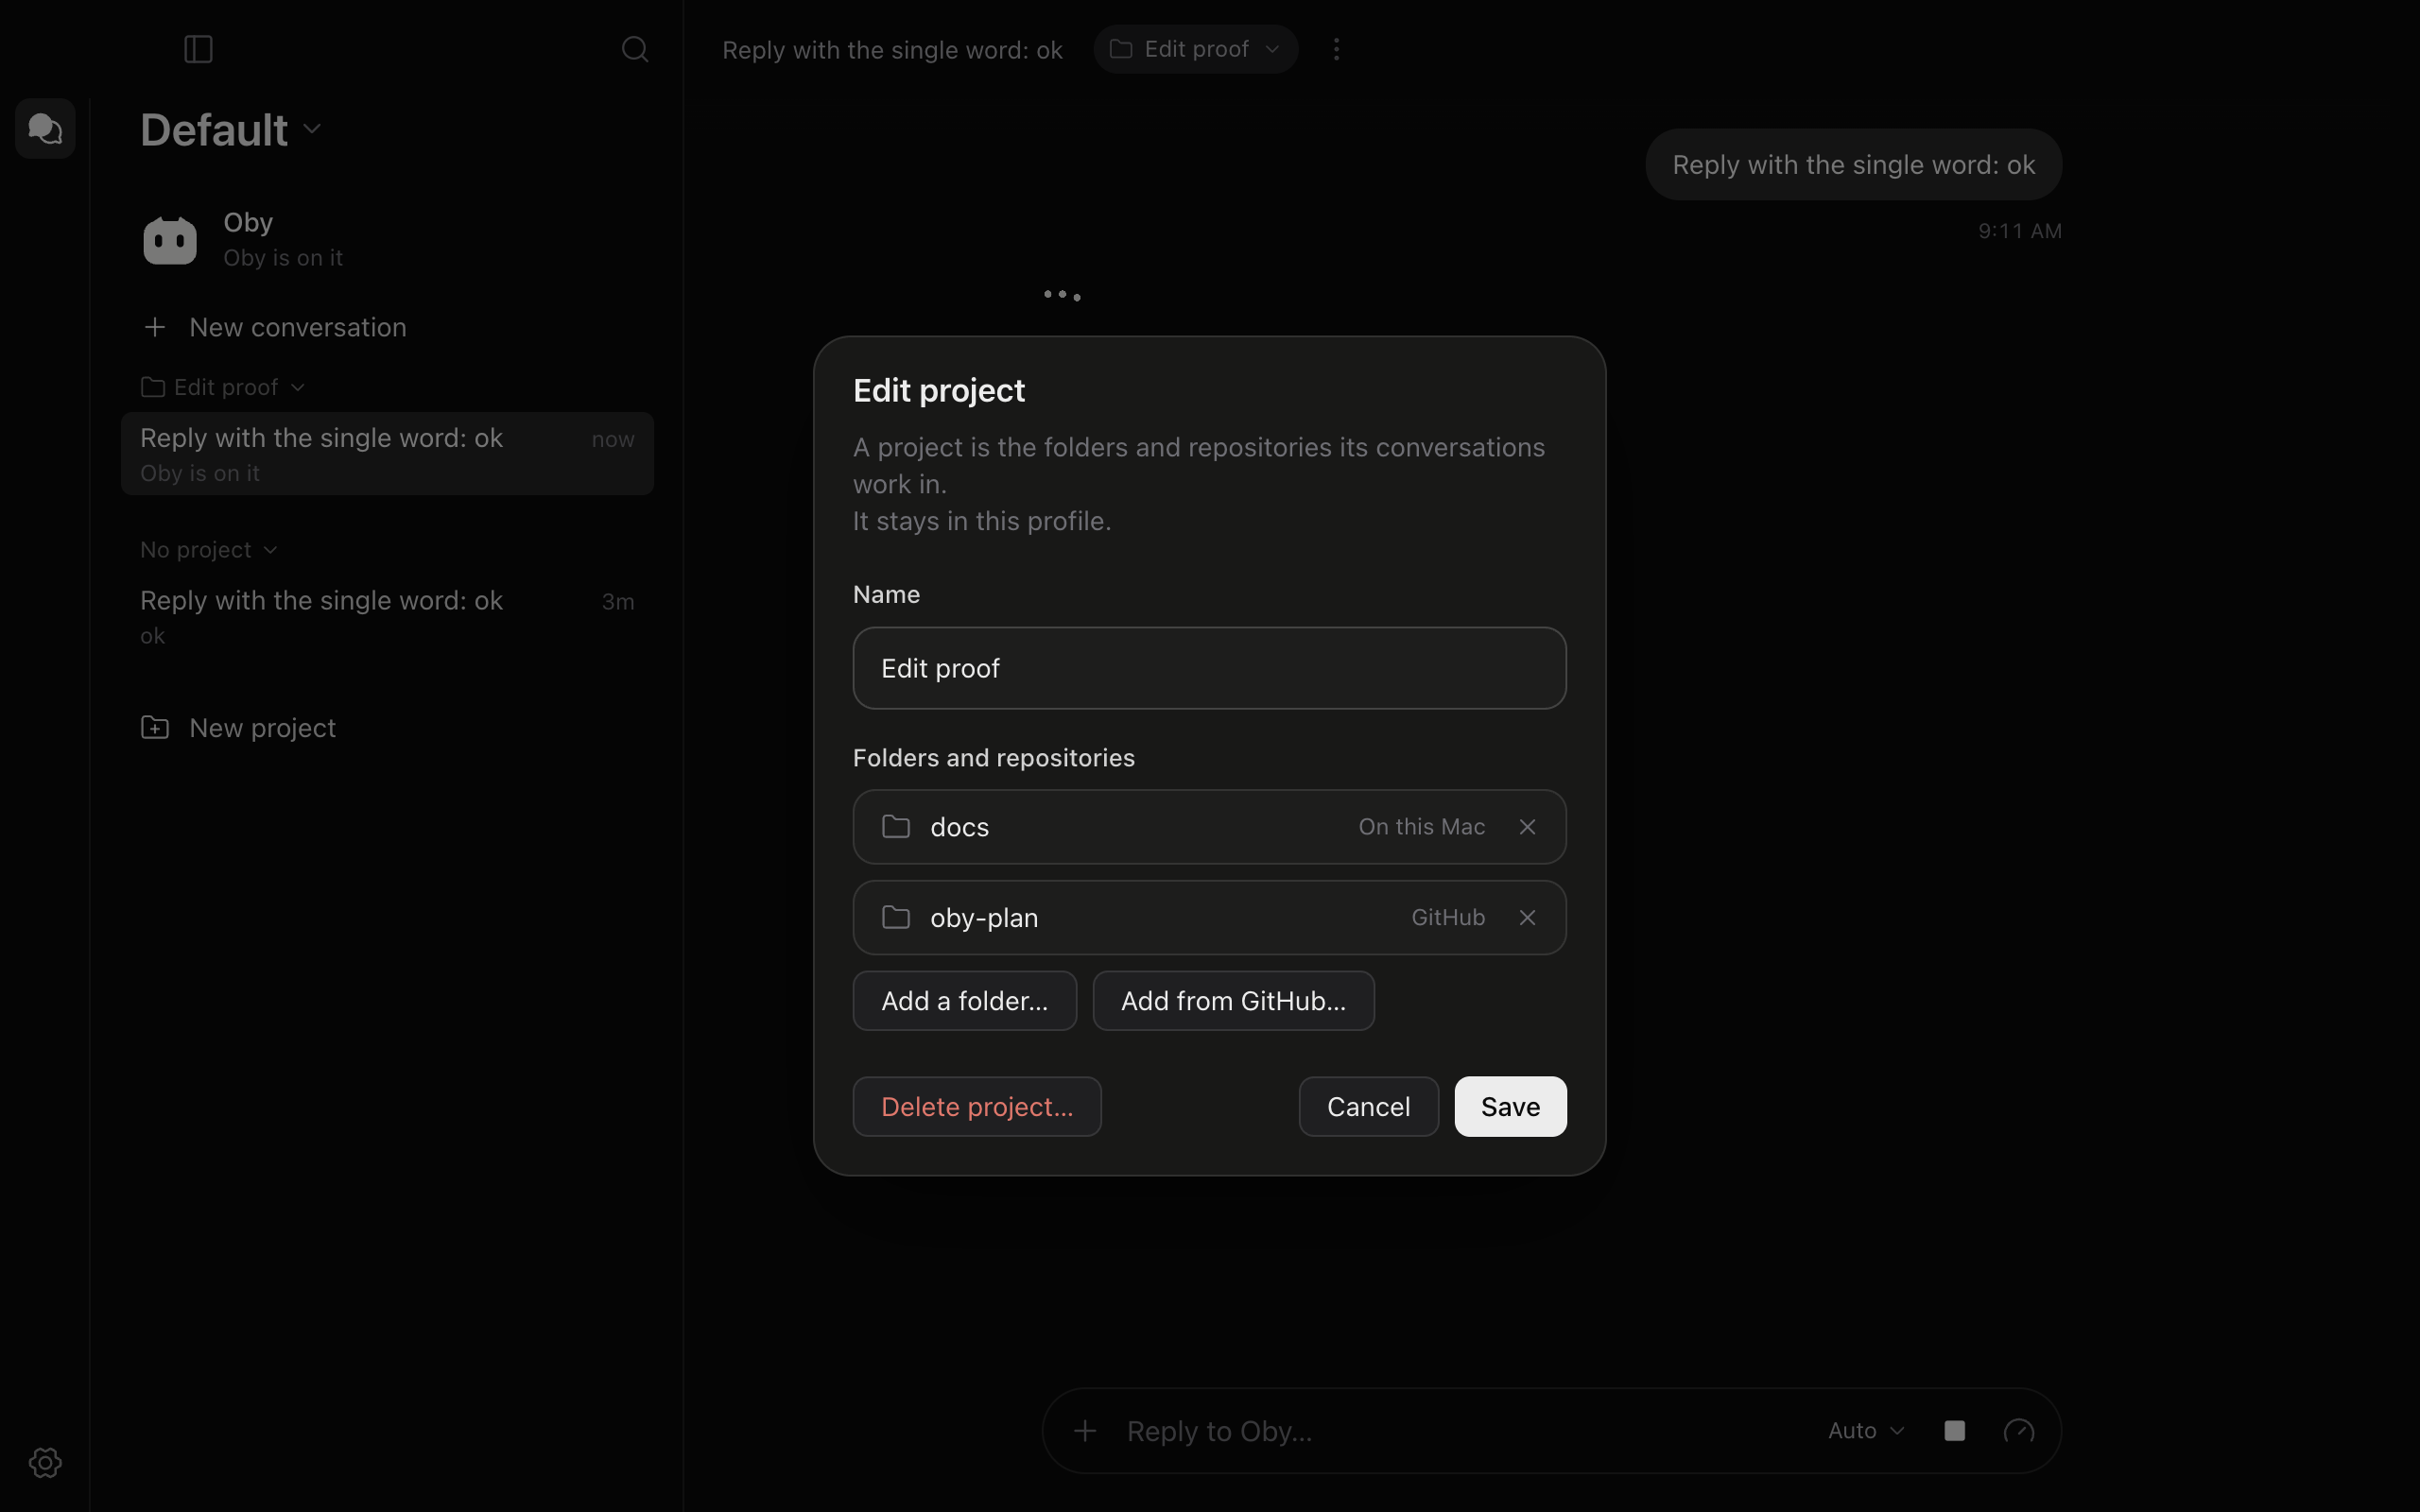 Reply with the single word: ok
Edit proof
Default
Reply with the single word: ok
9:11 AM
Oby
Oby is on it
New conversation
Edit proof
Reply with the single word: ok now
Oby is on it
No project
Reply with the single word: ok 3m
ok
New project
Edit project
A project is the folders and repositories its conversations
work in.
It stays in this profile.
Name
Edit proof
Folders and repositories
docs On this Mac
oby-plan GitHub
Add a folder... Add from GitHub...
Delete project... Cancel Save
Reply to Oby... Auto